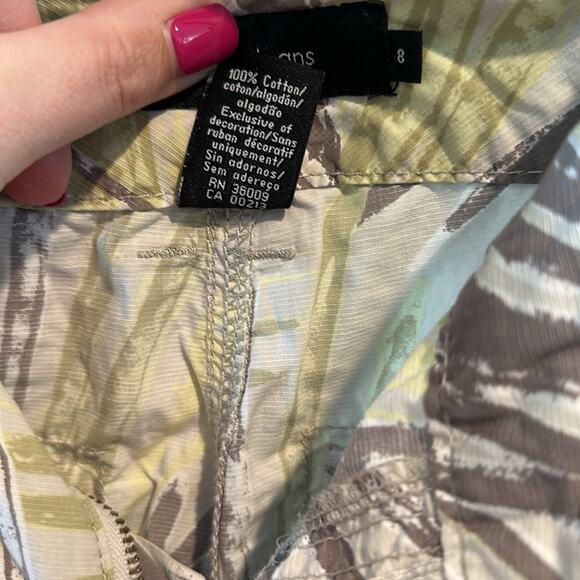 8
100% Cotton/
coton/algodón/
algodão
Exclusive of
decoration/Sans
ruban décoratif
uniquement/
Sin adornos/
Sem adereço
RN 36009
CA 00213